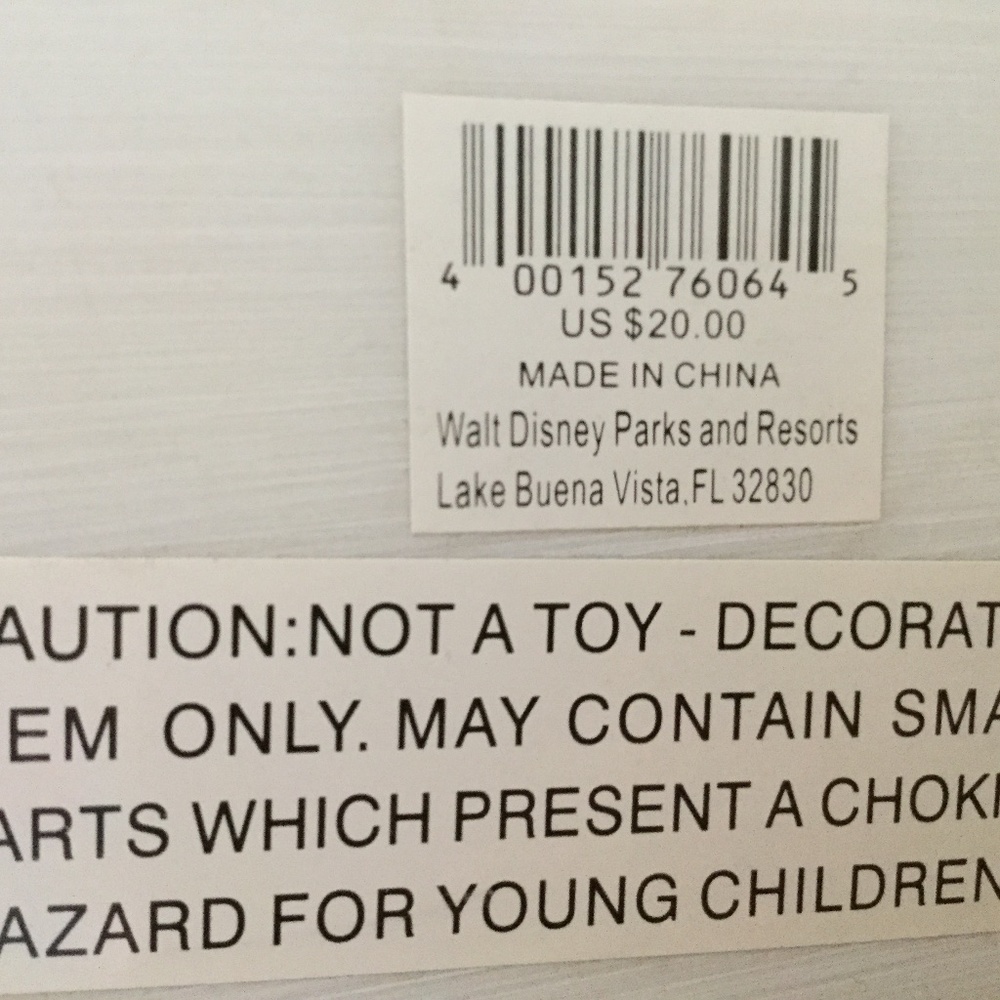 4 00152 76064 5
US $20.00
MADE IN CHINA
Walt Disney Parks and Resorts
Lake Buena Vista.FL 32830
AUTION:NOT A TOY - DECORAT
EM ONLY. MAY CONTAIN SMA
ARTS WHICH PRESENT A CHOKI
AZARD FOR YOUNG CHILDREN